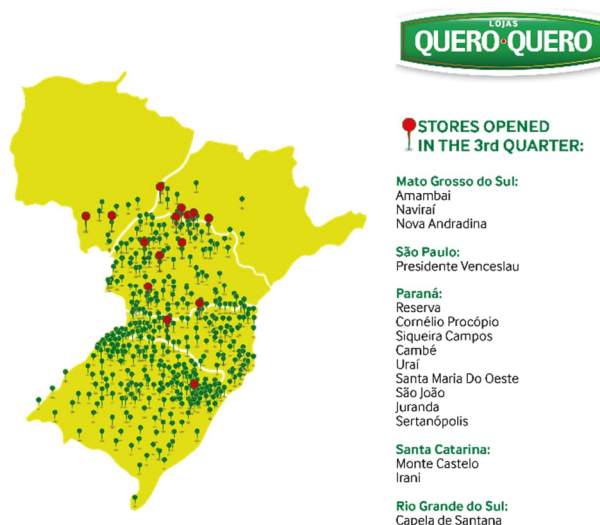 LOJAS
QUERO·QUERO
STORES OPENED
IN THE 3rd QUARTER:
Mato Grosso do Sul:
Amambai
Naviraí
Nova Andradina
São Paulo:
Presidente Venceslau
Paraná:
Reserva
Cornélio Procópio
Siqueira Campos
Cambé
Uraí
Santa Maria Do Oeste
São João
Juranda
Sertanópolis
Santa Catarina:
Monte Castelo
Irani
Rio Grande do Sul:
Capela de Santana